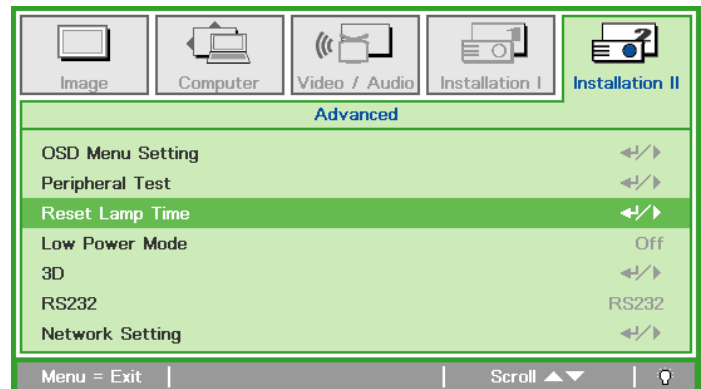 Image Computer Video / Audio Installation I Installation II
Advanced
OSD Menu Setting
Peripheral Test
Reset Lamp Time
Low Power Mode Off
3D
RS232 RS232
Network Setting
Menu = Exit Scroll